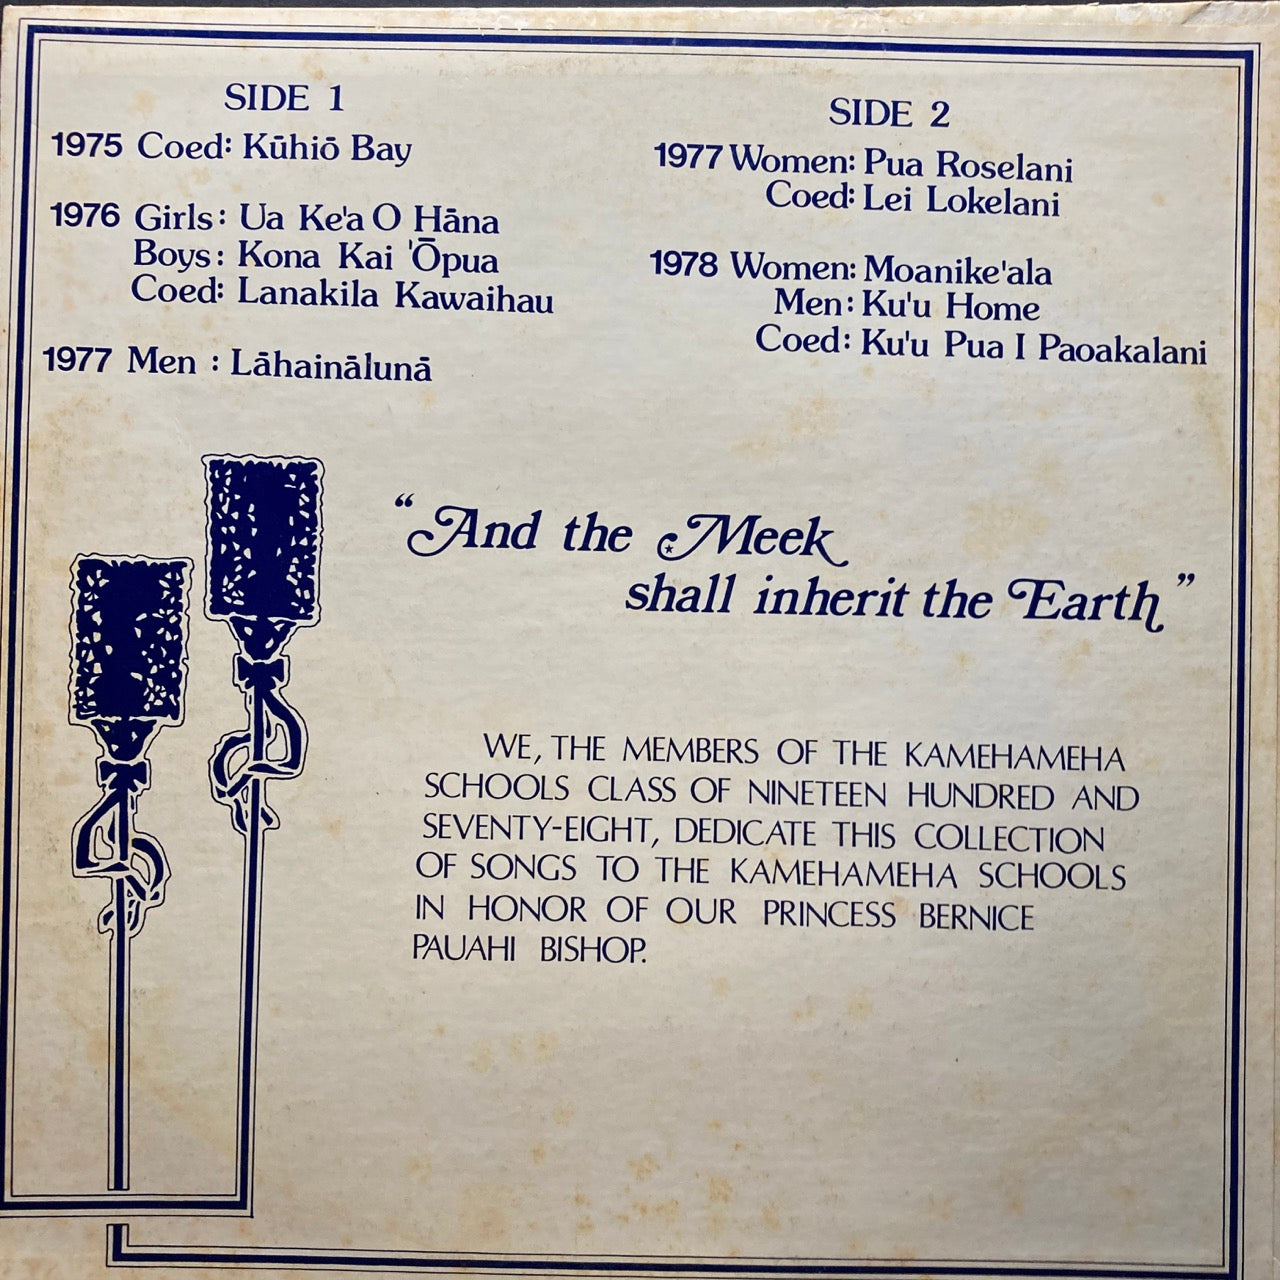 SIDE 1
1975 Coed: Kūhiō Bay
1976 Girls: Ua Ke'a O Hāna
Boys: Kona Kai 'Ōpua
Coed: Lanakila Kawaihau
1977 Men : Lāhainālunā
SIDE 2
1977 Women: Pua Roselani
Coed: Lei Lokelani
1978 Women: Moanike'ala
Men: Ku'u Home
Coed: Ku'u Pua I Paoakalani
“And the Meek
shall inherit the Earth”
WE, THE MEMBERS OF THE KAMEHAMEHA
SCHOOLS CLASS OF NINETEEN HUNDRED AND
SEVENTY-EIGHT, DEDICATE THIS COLLECTION
OF SONGS TO THE KAMEHAMEHA SCHOOLS
IN HONOR OF OUR PRINCESS BERNICE
PAUAHI BISHOP.